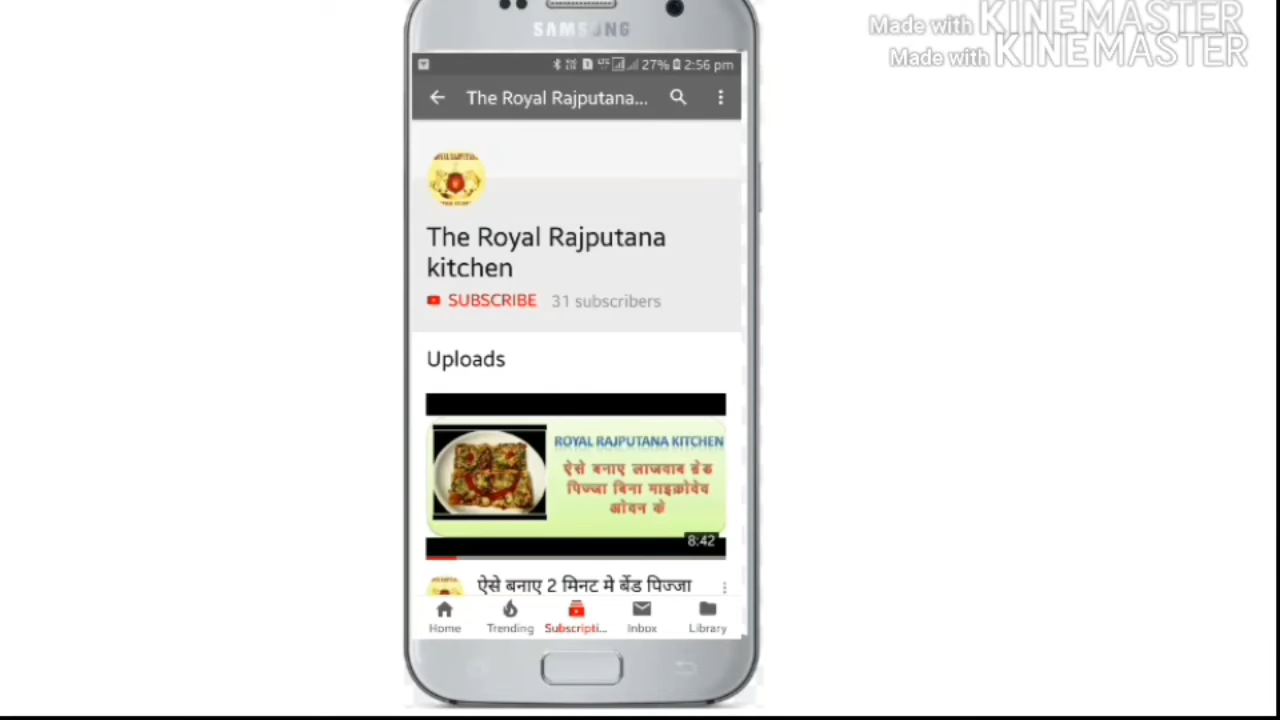 Made with KINEMASTER
Made with KINEMASTER
SAMSUNG
LTE 27% 2:56 pm
The Royal Rajputana...
The Royal Rajputana
kitchen
SUBSCRIBE 31 subscribers
Uploads
ROYAL RAJPUTANA KITCHEN
ऐसे बनाए लाजवाब ब्रेड
पिज्जा बिना माइक्रोवेव
ओवन के
8:42
ऐसे बनाए 2 मिनट मे बेंड पिज्जा
Home Trending Subscripti... Inbox Library